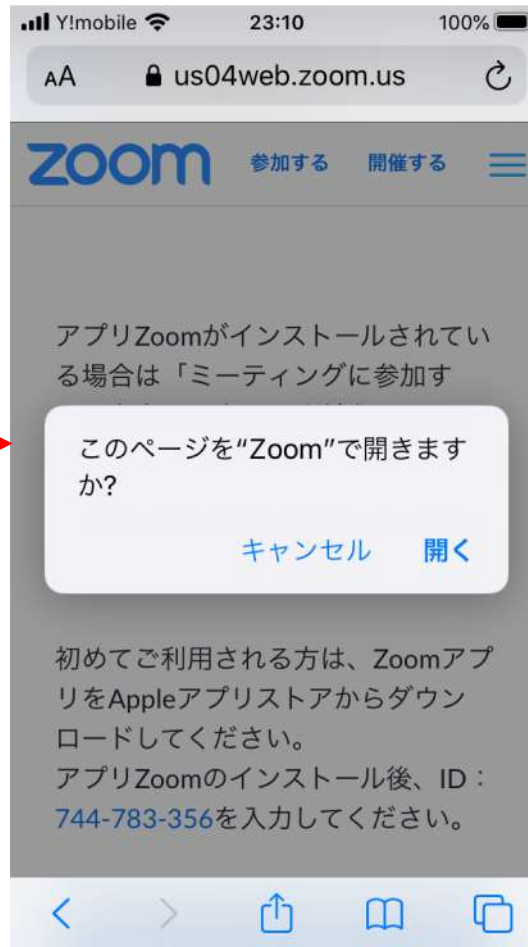 Y!mobile 23:10 100%
AA us04web.zoom.us
zoom 参加する 開催する
アプリZoomがインストールされてい
る場合は「ミーティングに参加す
このページを“Zoom”で開きます
か?
キャンセル 開く
初めてご利用される方は、Zoomアプ
リをAppleアプリストアからダウン
ロードしてください。
アプリZoomのインストール後、ID：
744-783-356を入力してください。